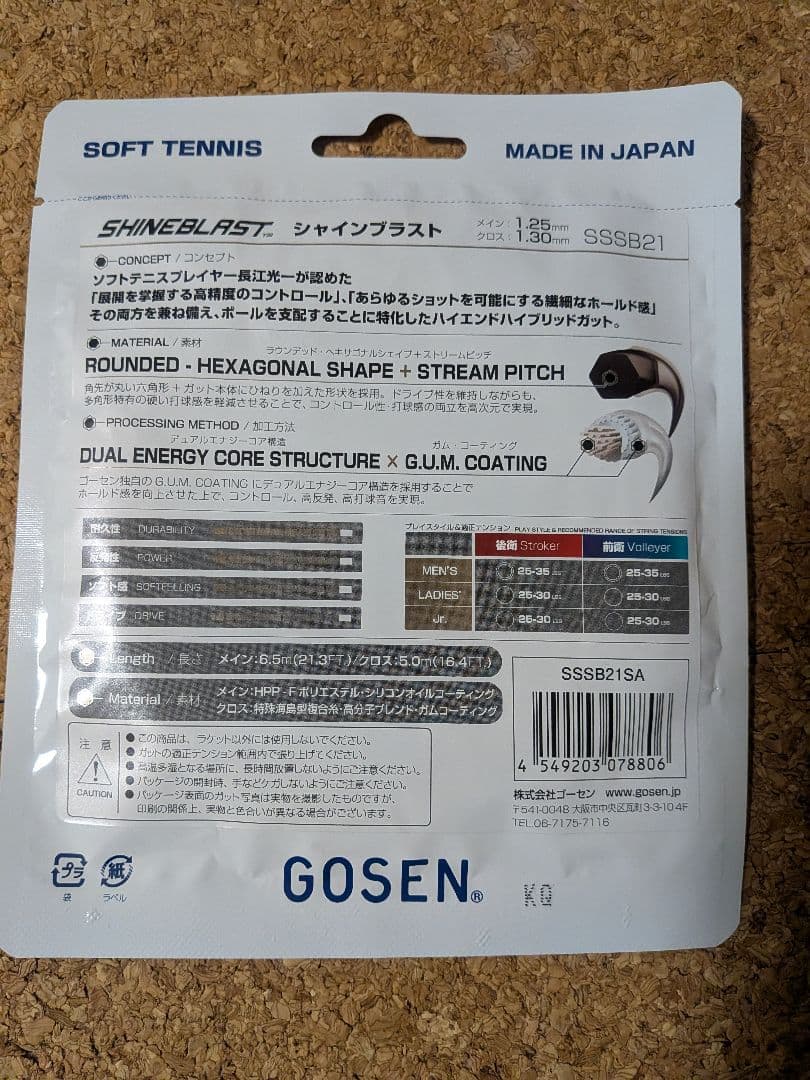 SOFT TENNIS
MADE IN JAPAN
ここからお切りください
SHINEBLAST™ シャインブラスト メイン：1.25mm
クロス：1.30mm SSSB21
CONCEPT / コンセプト
ソフトテニスプレイヤー長江光一が認めた
「展開を掌握する高精度のコントロール」、「あらゆるショットを可能にする繊細なホールド感」
その両方を兼ね備え、ボールを支配することに特化したハイエンドハイブリッドガット。
MATERIAL / 素材
ラウンデッド・ヘキサゴナルシェイプ＋ストリームピッチ
ROUNDED - HEXAGONAL SHAPE + STREAM PITCH
角先が丸い六角形 + ガット本体にひねりを加えた形状を採用。ドライブ性を維持しながらも、
多角形特有の硬い打球感を軽減させることで、コントロール性・打球感の両立を高次元で実現。
PROCESSING METHOD / 加工方法
デュアルエナジーコア構造 ガム・コーティング
DUAL ENERGY CORE STRUCTURE × G.U.M. COATING
ゴーセン独自の G.U.M. COATING にデュアルエナジーコア構造を採用することで
ホールド感を向上させた上で、コントロール、高反発、高打球音を実現。
耐久性 DURABILITY
反発性 POWER
ソフト感 SOFTFELLING
DRIVE
プレイスタイル&適正テンション PLAY STYLE & RECOMMENDED RANGE OF STRING TENSIONS
後衛 Stroker 前衛 Volleyer
MEN'S 25-35 LBS 25-35 LBS
LADIES' 25-30 LBS 25-30 LBS
Jr. 25-30 LBS 25-30 LBS
Length / 長さ メイン：6.5m(21.3FT.)/クロス：5.0m(16.4FT.)
Material / 素材 メイン：HPP・F ポリエステル・シリコンオイルコーティング
クロス：特殊海島型複合糸・高分子ブレンド・ガムコーティング
注意
CAUTION
●この商品は、ラケット以外には使用しないでください。
●ガットの適正テンション範囲内で張り上げてください。
●高温多湿となる場所に、長時間放置しないようにご注意ください。
●パッケージの開封時、手などケガしないようにご注意ください。
●パッケージ表面のガット写真は実物を撮影したものですが、
印刷の関係上、実物と色合いが異なる場合がございます。
SSSB21SA
4 549203 078806
株式会社ゴーセン www.gosen.jp
〒541-0048 大阪市中央区瓦町3-3-10 4F
TEL.06-7175-7116
プラ
袋
紙
ラベル
GOSEN®
KQ